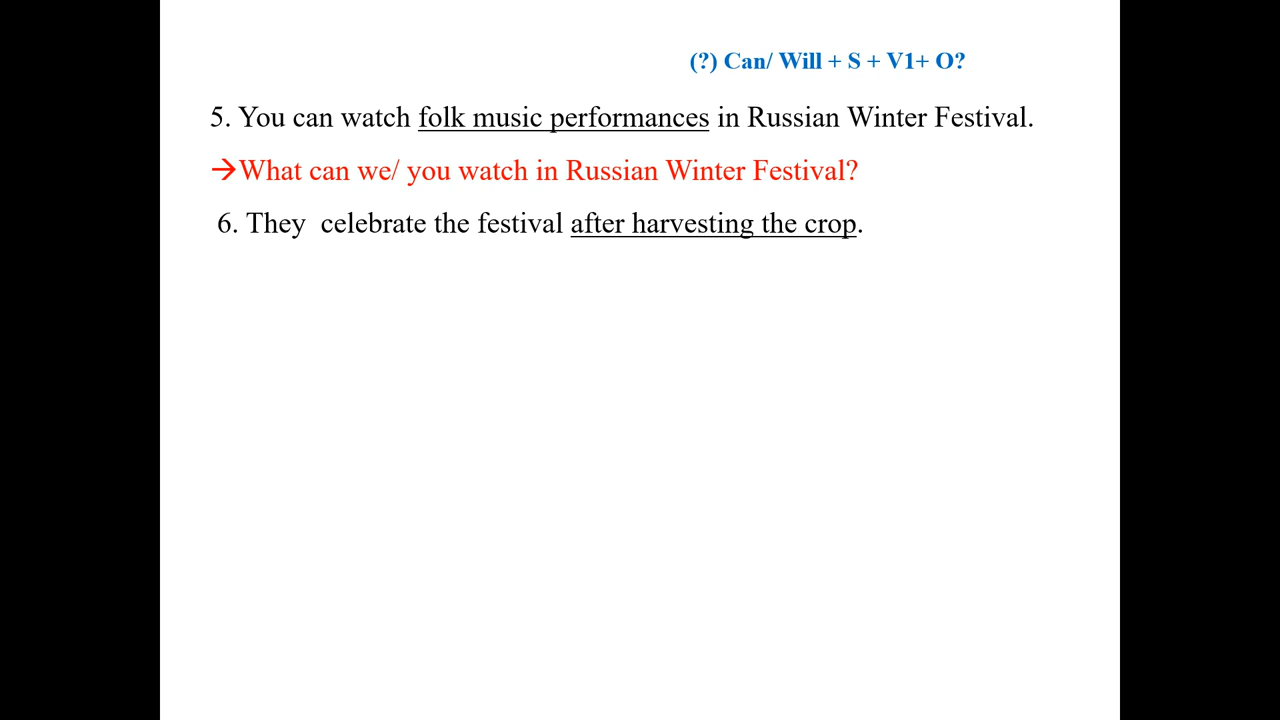 (?) Can/ Will + S + V1+ O?
5. You can watch folk music performances in Russian Winter Festival.
→What can we/ you watch in Russian Winter Festival?
6. They  celebrate the festival after harvesting the crop.